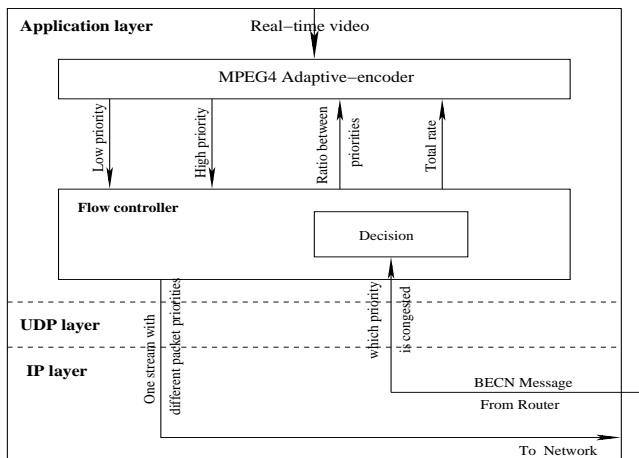 Application layer
Real-time video
MPEG4 Adaptive-encoder
Low priority
High priority
Ratio between
priorities
Total rate
Flow controller
Decision
One stream with
different packet priorities
which priority
is congested
UDP layer
IP layer
BECN Message
From Router
To Network